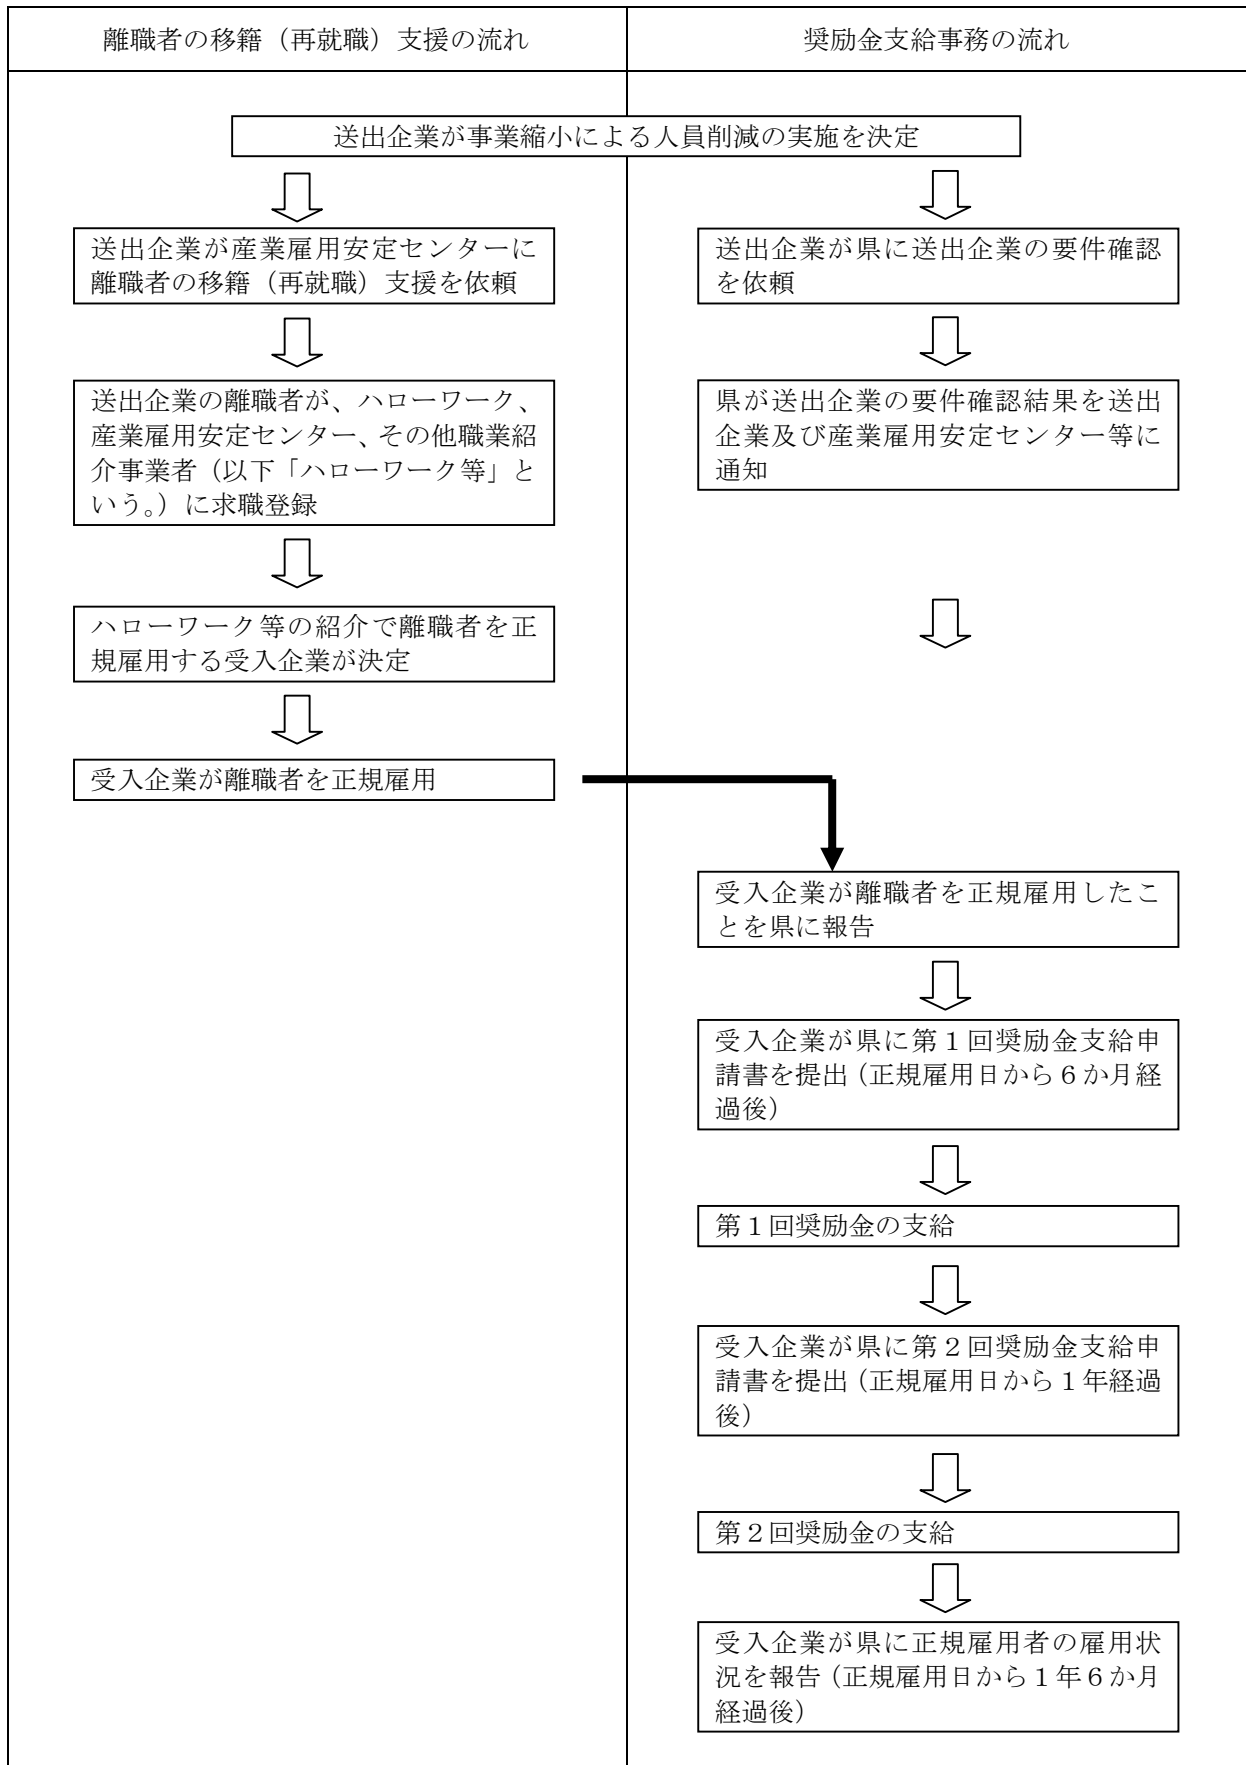 離職者の移籍（再就職）支援の流れ
奨励金支給事務の流れ
送出企業が事業縮小による人員削減の実施を決定
送出企業が産業雇用安定センターに
離職者の移籍（再就職）支援を依頼
送出企業の離職者が、ハローワーク、
産業雇用安定センター、その他職業紹
介事業者（以下「ハローワーク等」と
いう。）に求職登録
ハローワーク等の紹介で離職者を正
規雇用する受入企業が決定
受入企業が離職者を正規雇用
送出企業が県に送出企業の要件確認
を依頼
県が送出企業の要件確認結果を送出
企業及び産業雇用安定センター等に
通知
受入企業が離職者を正規雇用したこ
とを県に報告
受入企業が県に第１回奨励金支給申
請書を提出（正規雇用日から６か月経
過後）
第１回奨励金の支給
受入企業が県に第２回奨励金支給申
請書を提出（正規雇用日から１年経過
後）
第２回奨励金の支給
受入企業が県に正規雇用者の雇用状
況を報告（正規雇用日から１年６か月
経過後）